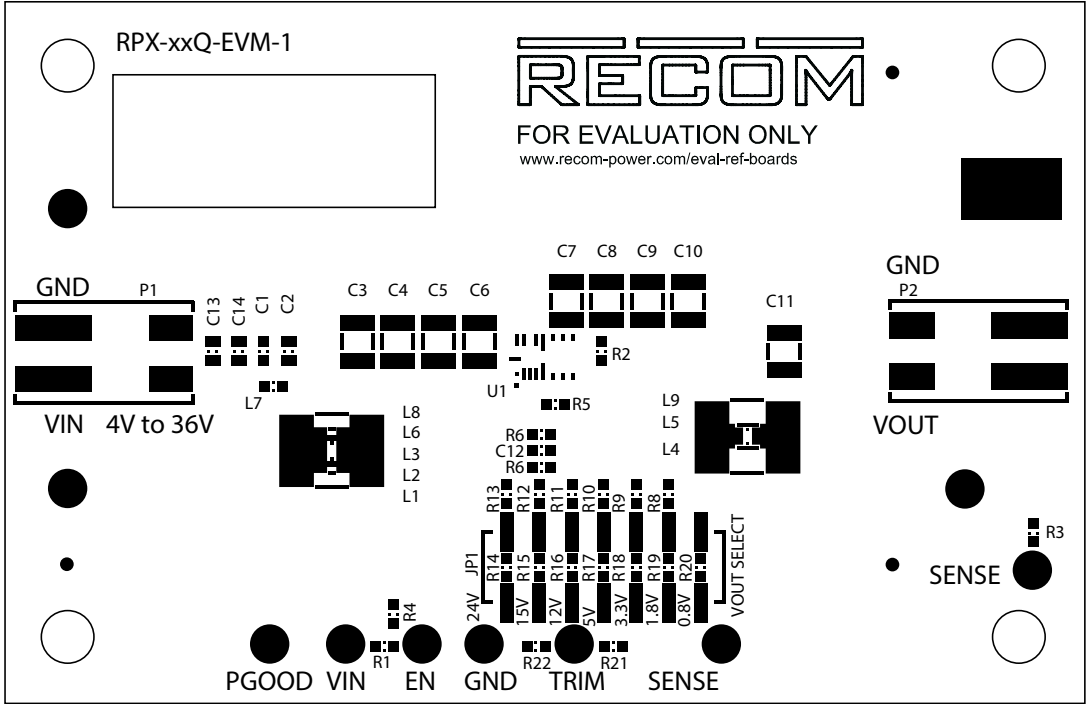 RPX-xxQ-EVM-1
RECOM
FOR EVALUATION ONLY
www.recom-power.com/eval-ref-boards
C7 C8 C9 C10
GND P1 C13 C14 C1 C2 C3 C4 C5 C6 C11 GND P2
R2
U1
L7
VIN 4V to 36V
R5
VOUT
L8
L6
L3
L2
L1
L9
L5
L4
R6
C12
R6
R13 R12 R11 R10 R9 R8
JP1 R14 R15 R16 R17 R18 R19 R20 VOUT SELECT
24V 15V 12V 5V 3.3V 1.8V 0.8V
R3
SENSE
R4
R1 R22 R21
PGOOD VIN EN GND TRIM SENSE